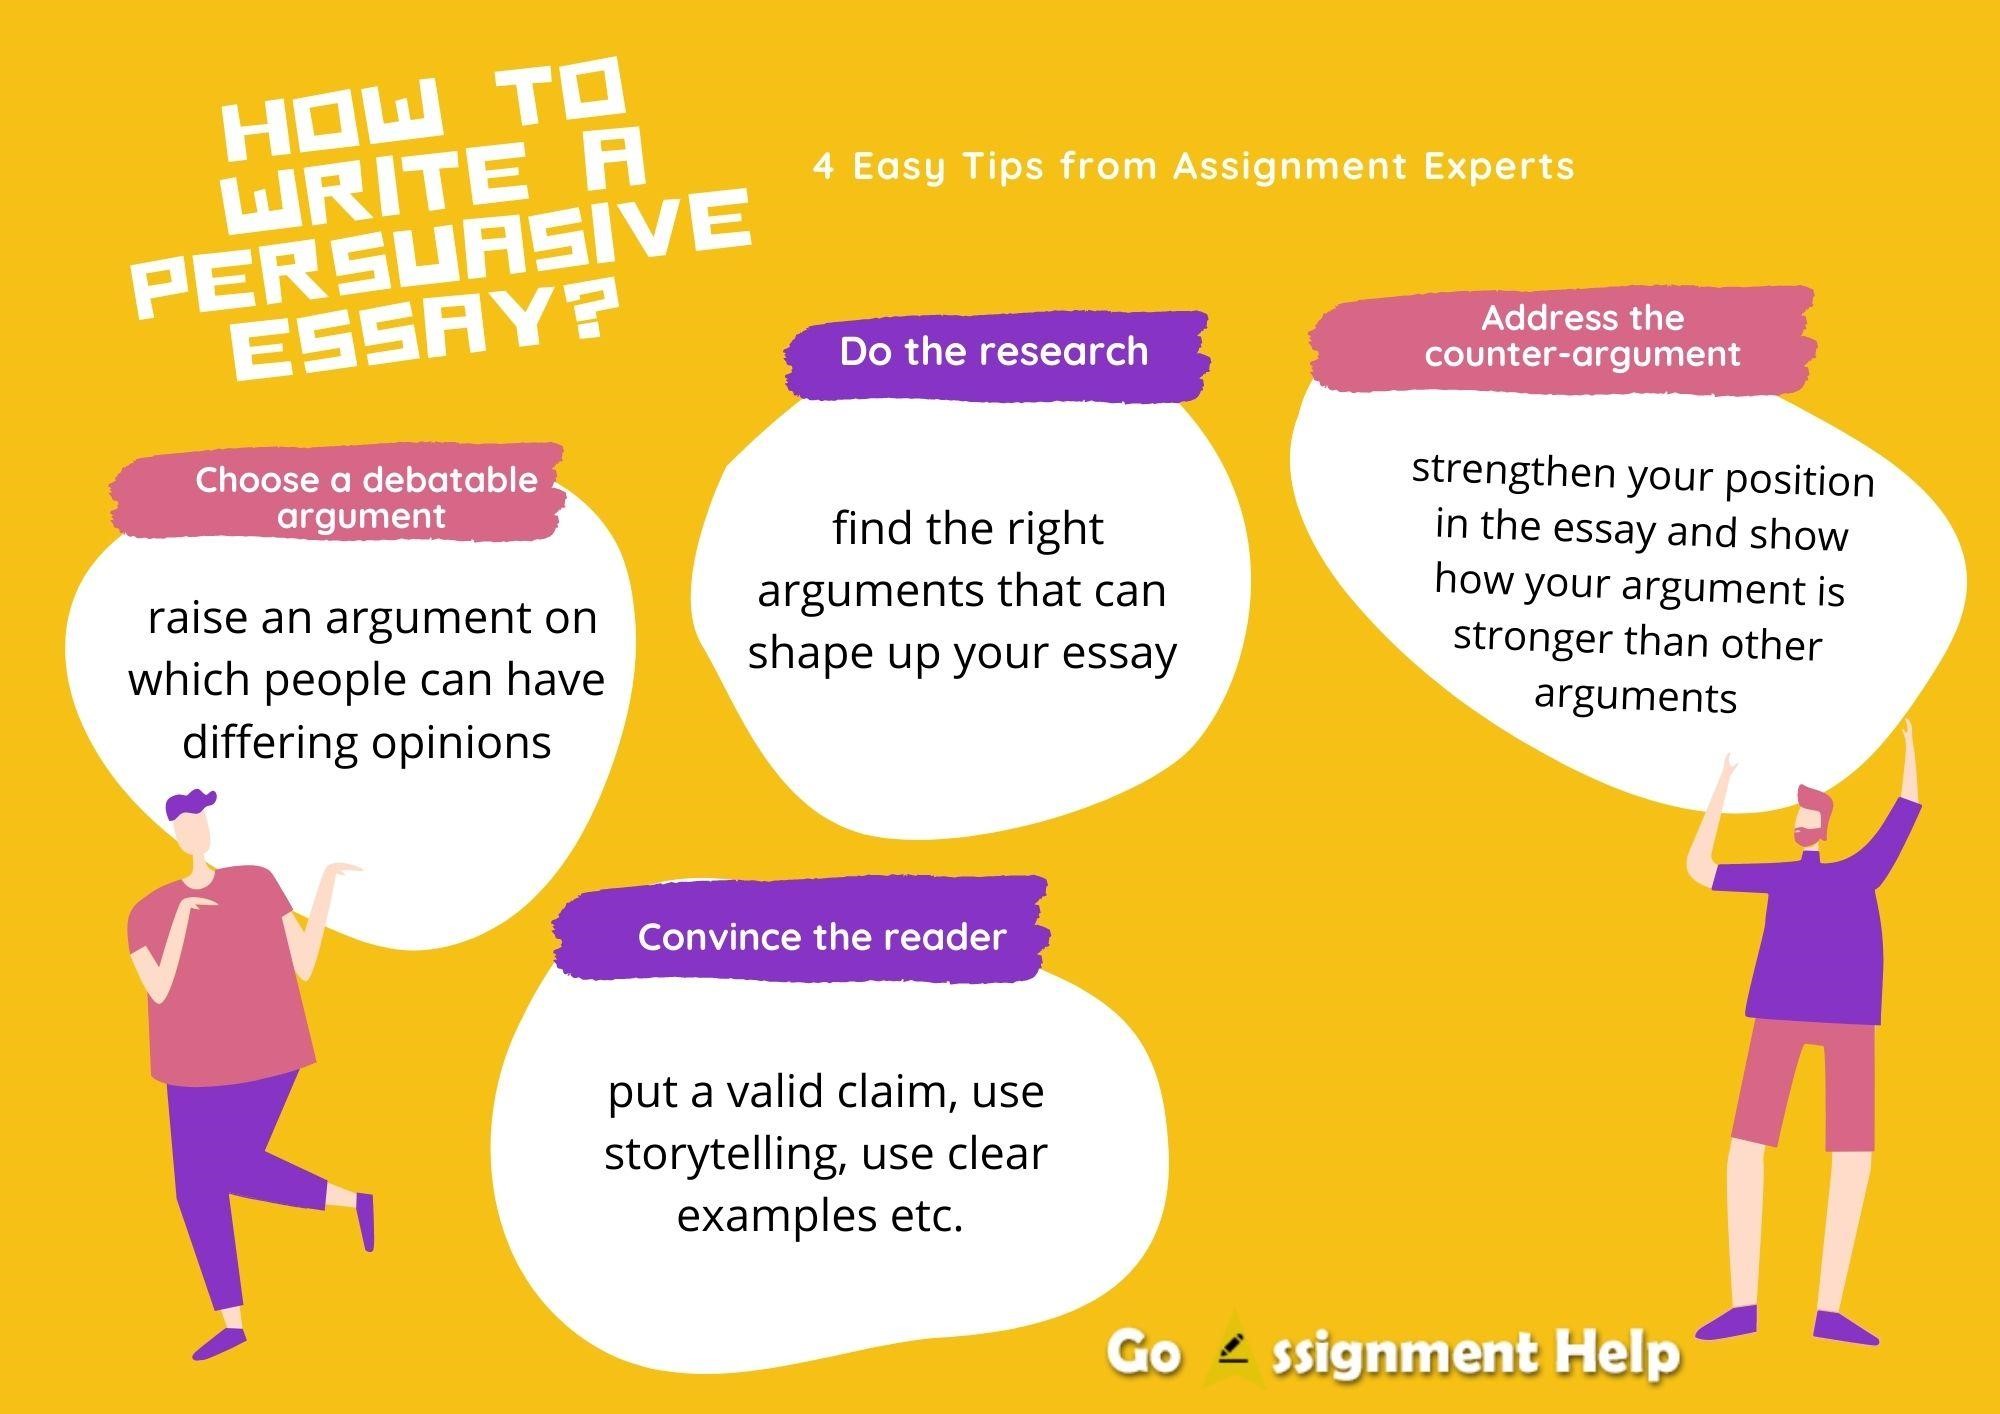 HOW TO
WRITE A
PERSUASIVE
ESSAY?
4 Easy Tips from Assignment Experts
Choose a debatable
argument
raise an argument on
which people can have
differing opinions
Do the research
find the right
arguments that can
shape up your essay
Address the
counter-argument
strengthen your position
in the essay and show
how your argument is
stronger than other
arguments
Convince the reader
put a valid claim, use
storytelling, use clear
examples etc.
Go Assignment Help